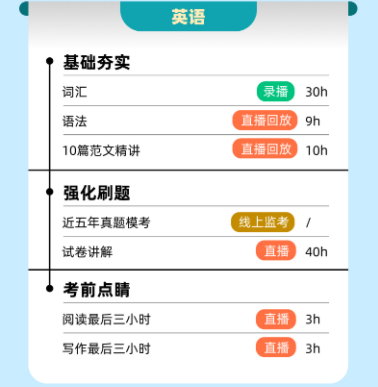 英语
基础夯实
词汇 录播 30h
语法 直播回放 9h
10篇范文精讲 直播回放 10h
强化刷题
近五年真题模考 线上监考 /
试卷讲解 直播 40h
考前点睛
阅读最后三小时 直播 3h
写作最后三小时 直播 3h